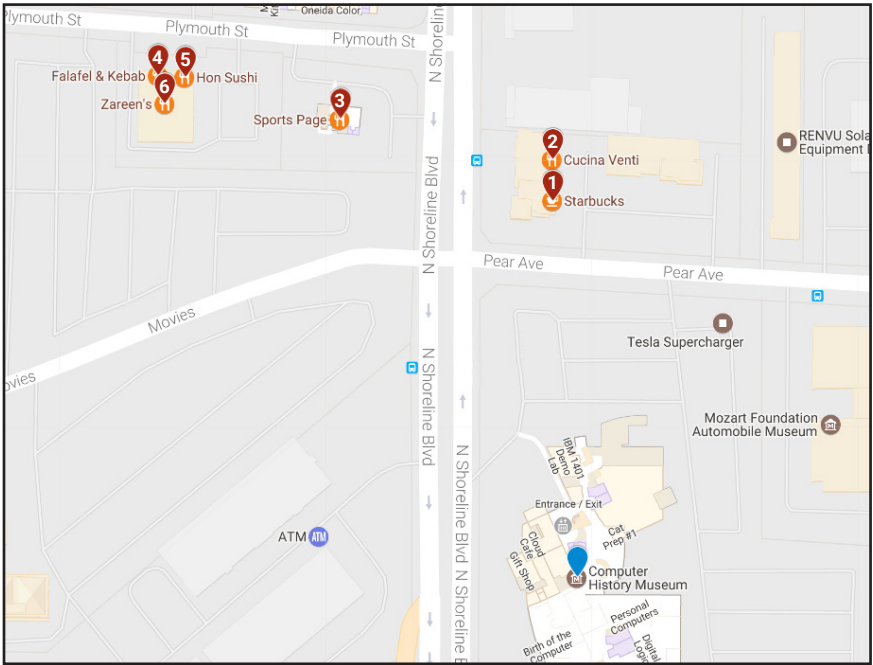 Plymouth St
Plymouth St
Plymouth St
Oneida Color
N Shoreline
4
5
Falafel & Kebab
Hon Sushi
6
Zareen's
3
Sports Page
2
Cucina Venti
1
Starbucks
RENVU Sola
Equipment
N Shoreline Blvd
Pear Ave
Pear Ave
Movies
ovies
Tesla Supercharger
N Shoreline Blvd
Mozart Foundation
Automobile Museum
IBM 1401
Demo
Lab
Entrance / Exit
Cat
Prep #1
Cloud
Cafe
Gift Shop
ATM
ATM
Computer
History Museum
N Shoreline Blvd
N Shoreline B
Personal
Computers
Birth of the
Computer
Digital
Logic